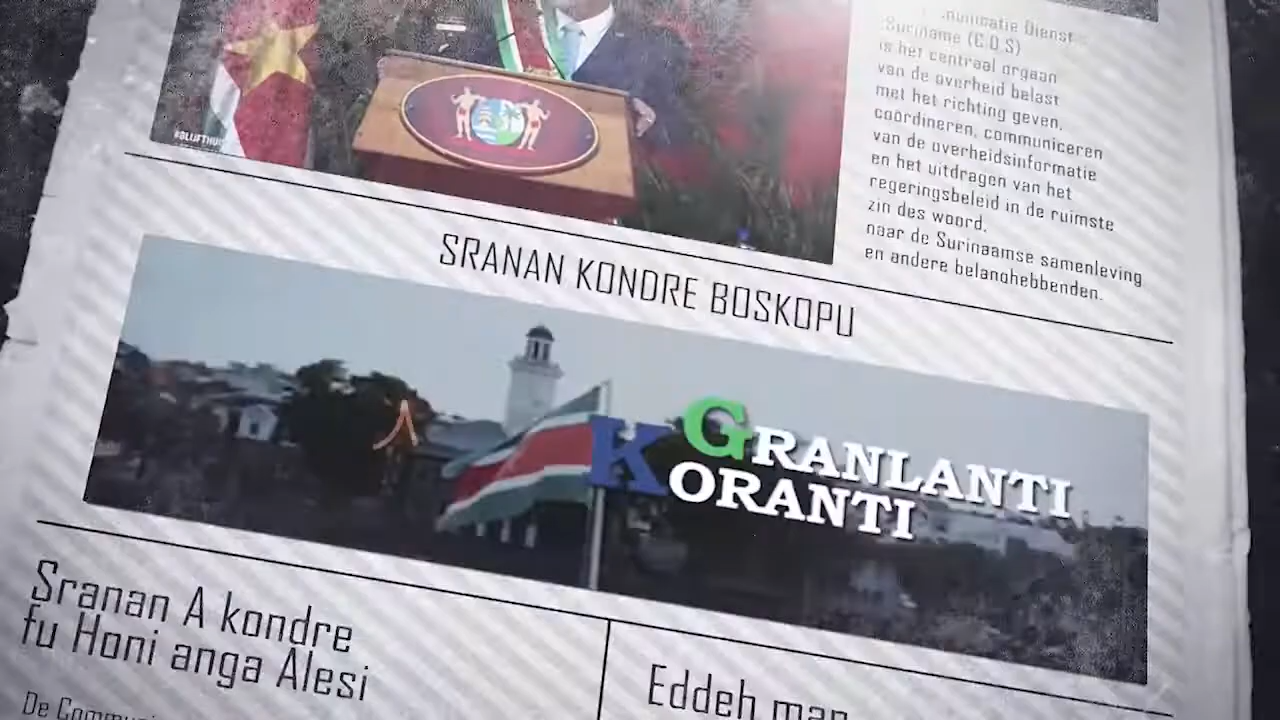 Dienst
Suriname (C.D.S)
is het centraal orgaan
van de overheid belast
met het richting geven,
coördineren, communiceren
van de overheidsinformatie
en het uitdragen van het
regeringsbeleid in de ruimste
zin des woord,
naar de Surinaamse samenleving
en andere belanghebbenden.
SRANAN KONDRE BOSKOPU
GRANLANTI
KORANTI
Sranan A kondre
fu Honi anga Alesi
De
Eddeh man